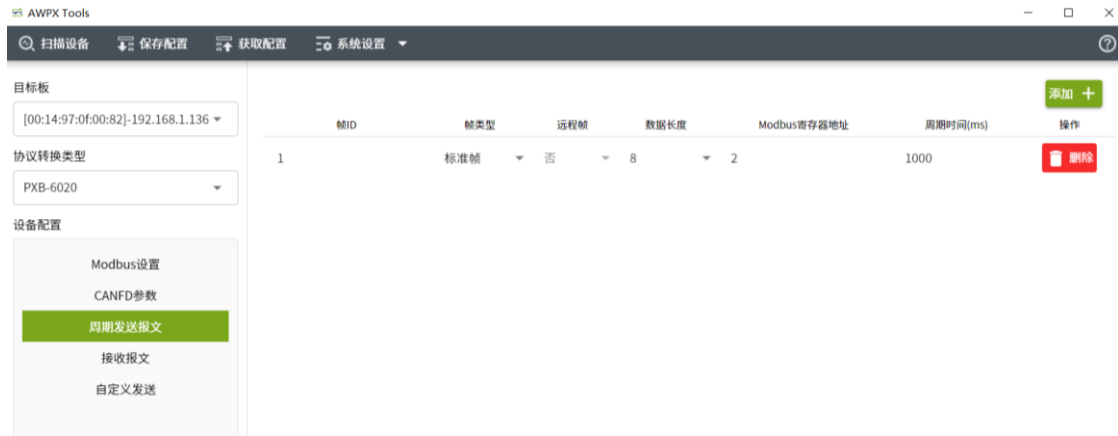 AWPX Tools
扫描设备 保存配置 获取配置 系统设置
目标板
[00:14:97:0f:00:82]-192.168.1.136
协议转换类型
PXB-6020
设备配置
Modbus设置
CANFD参数
周期发送报文
接收报文
自定义发送
添加 +
帧ID 帧类型 远程帧 数据长度 Modbus寄存器地址 周期时间(ms) 操作
1 标准帧 否 8 2 1000 删除